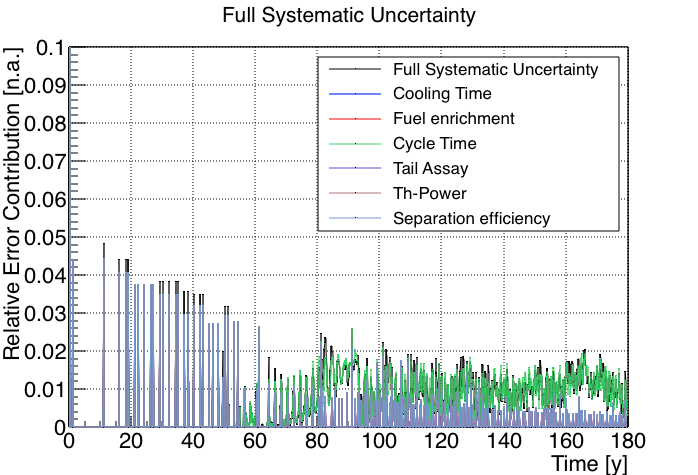 Full Systematic Uncertainty
Relative Error Contribution [n.a.]
0.1
0.09
0.08
0.07
0.06
0.05
0.04
0.03
0.02
0.01
0
Full Systematic Uncertainty
Cooling Time
Fuel enrichment
Cycle Time
Tail Assay
Th-Power
Separation efficiency
0 20 40 60 80 100 120 140 160 180
Time [y]